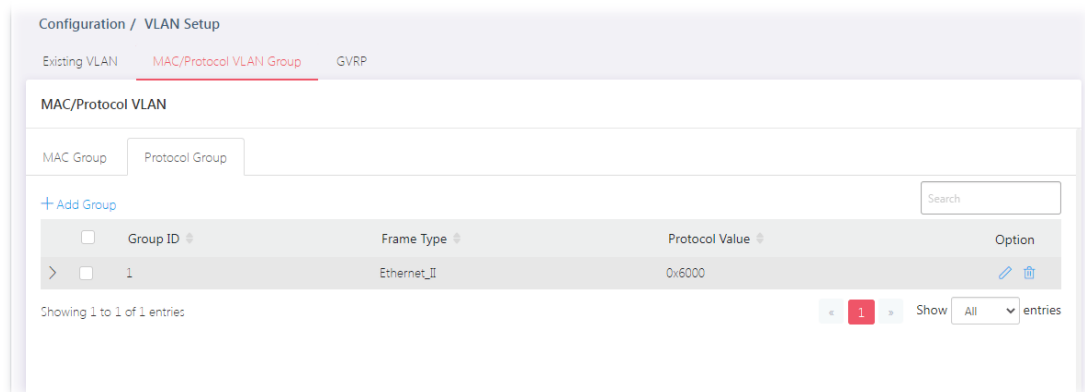 Configuration / VLAN Setup
Existing VLAN MAC/Protocol VLAN Group GVRP
MAC/Protocol VLAN
MAC Group Protocol Group
+ Add Group Search
Group ID Frame Type Protocol Value Option
1 Ethernet_II 0x6000
Showing 1 to 1 of 1 entries « 1 » Show All entries